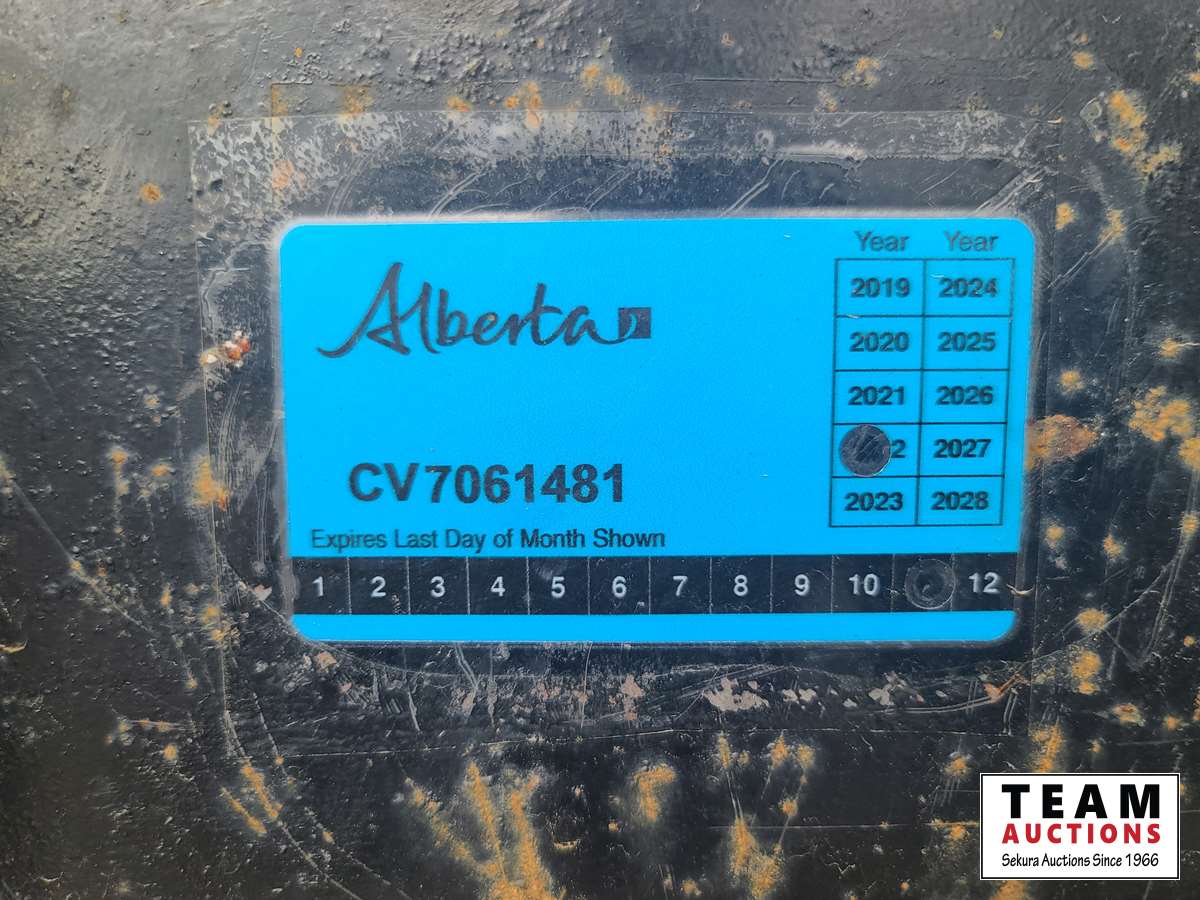 Alberta
Year Year
2019 2024
2020 2025
2021 2026
2 2027
2023 2028
CV7061481
Expires Last Day of Month Shown
1 2 3 4 5 6 7 8 9 10 12
TEAM
AUCTIONS
Sekura Auctions Since 1966